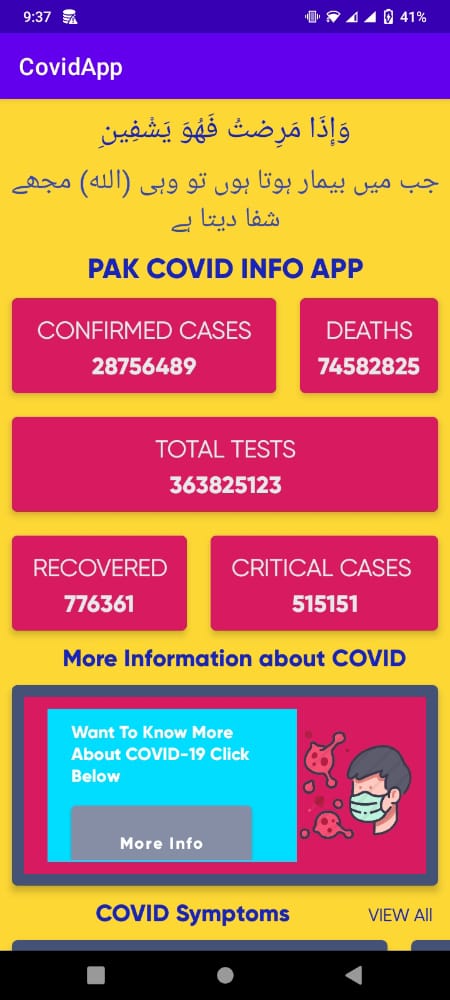 9:37
41%
CovidApp
وَإِذَا مَرِضتُ فَهُوَ يَشْفِينِ
جب میں بیمار ہوتا ہوں تو وہی (الله) مجھے
شفا دیتا ہے
PAK COVID INFO APP
CONFIRMED CASES
28756489
DEATHS
74582825
TOTAL TESTS
363825123
RECOVERED
776361
CRITICAL CASES
515151
More Information about COVID
Want To Know More
About COVID-19 Click
Below
More Info
COVID Symptoms
VIEW All